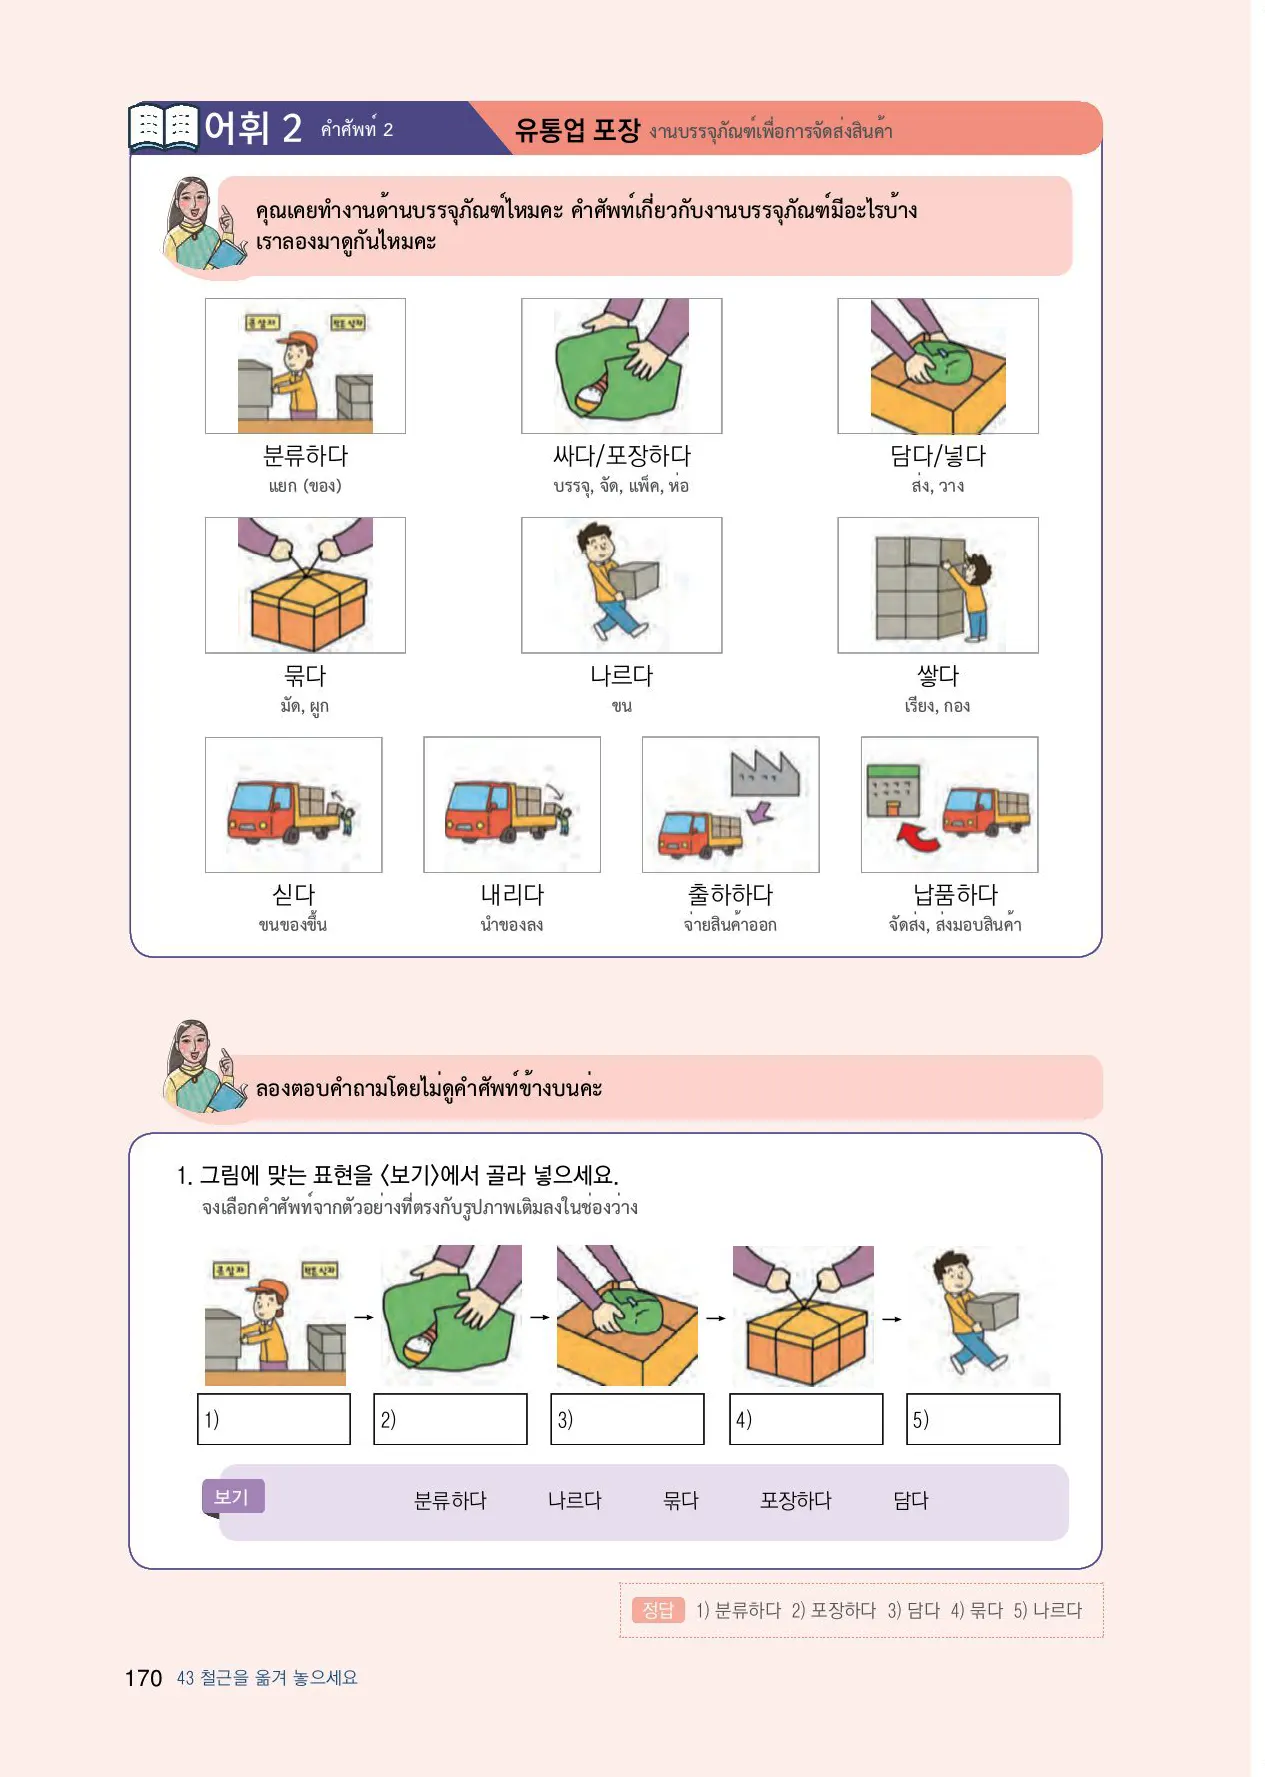 어휘 2 คำศัพท์ 2 유통업 포장 งานบรรจุภัณฑ์เพื่อการจัดส่งสินค้า
คุณเคยทำงานด้านบรรจุภัณฑ์ไหมคะ คำศัพท์เกี่ยวกับงานบรรจุภัณฑ์มีอะไรบ้าง
เราลองมาดูกันไหมคะ
분류하다 싸다/포장하다 담다/넣다
แยก (ของ) บรรจุ, จัด, แพ็ค, ห่อ ส่ง, วาง
묶다 나르다 쌓다
มัด, ผูก ขน เรียง, กอง
싣다 내리다 출하하다 납품하다
ขนของขึ้น นำของลง จ่ายสินค้าออก จัดส่ง, ส่งมอบสินค้า
ลองตอบคำถามโดยไม่ดูคำศัพท์ข้างบนค่ะ
1. 그림에 맞는 표현을 〈보기〉에서 골라 넣으세요.
จงเลือกคำศัพท์จากตัวอย่างที่ตรงกับรูปภาพเติมลงในช่องว่าง
1) 2) 3) 4) 5)
보기 분류하다 나르다 묶다 포장하다 담다
정답 1) 분류하다 2) 포장하다 3) 담다 4) 묶다 5) 나르다
170 43 철근을 옮겨 놓으세요